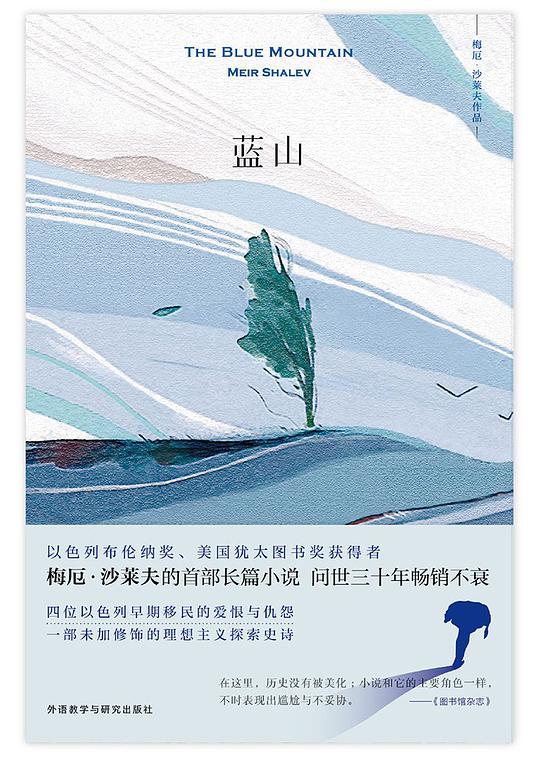 THE BLUE MOUNTAIN
MEIR SHALEV
梅厄·沙莱夫作品
蓝山
以色列布伦纳奖、美国犹太图书奖获得者
梅厄·沙莱夫的首部长篇小说 问世三十年畅销不衰
四位以色列早期移民的爱恨与仇怨
一部未加修饰的理想主义探索史诗
在这里，历史没有被美化；小说和它的主要角色一样，
不时表现出尴尬与不妥协。 ——《图书馆杂志》
外语教学与研究出版社